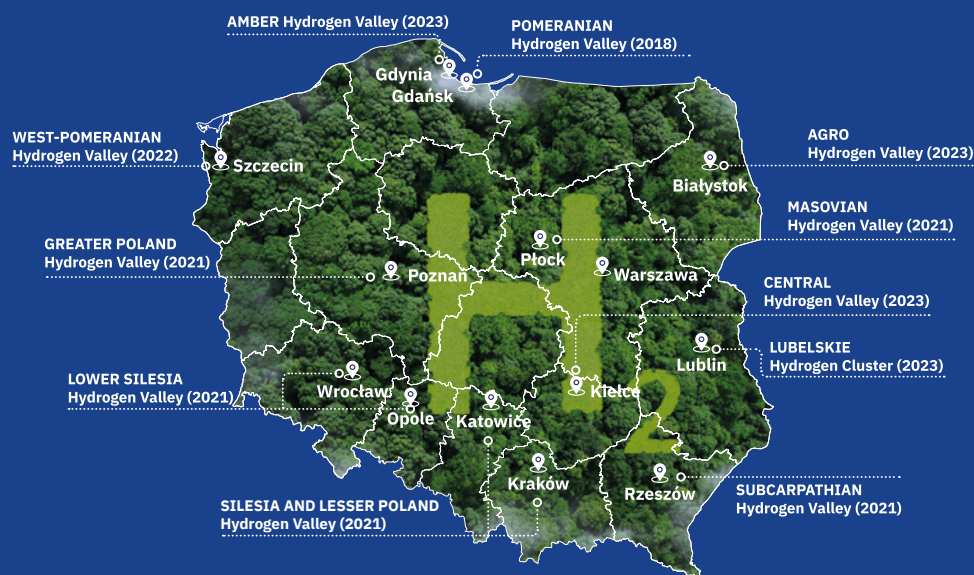 AMBER Hydrogen Valley (2023)
POMERANIAN
Hydrogen Valley (2018)
Gdynia
Gdańsk
WEST-POMERANIAN
Hydrogen Valley (2022)
Szczecin
AGRO
Hydrogen Valley (2023)
Białystok
MASOVIAN
Hydrogen Valley (2021)
GREATER POLAND
Hydrogen Valley (2021)
Poznań
Płock
Warszawa
CENTRAL
Hydrogen Valley (2023)
LUBELSKIE
Hydrogen Cluster (2023)
Lublin
LOWER SILESIA
Hydrogen Valley (2021)
Wrocław
Opole
Katowice
Kielce
H2
Kraków
Rzeszów
SILESIA AND LESSER POLAND
Hydrogen Valley (2021)
SUBCARPATHIAN
Hydrogen Valley (2021)